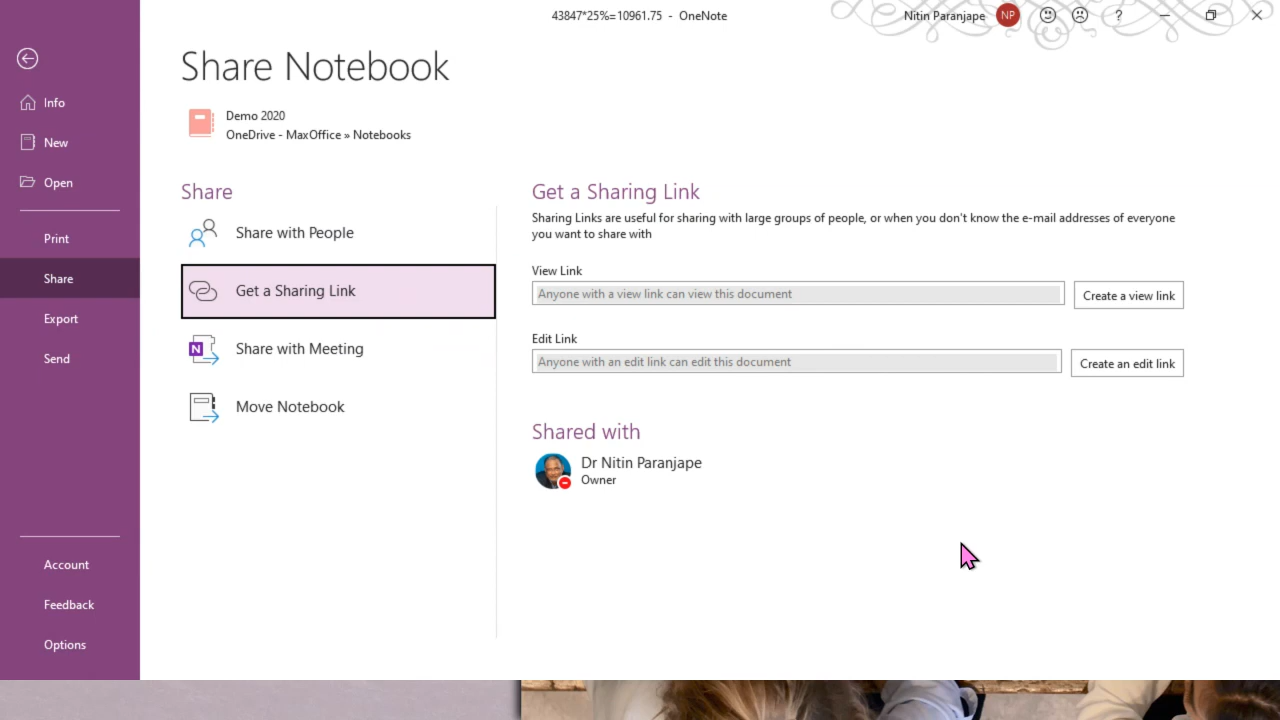 43847*25%=10961.75 - OneNote
Nitin Paranjape
NP
?
Share Notebook
Demo 2020
OneDrive - MaxOffice » Notebooks
Info
New
Open
Print
Share
Export
Send
Account
Feedback
Options
Share
Share with People
Get a Sharing Link
N
Share with Meeting
Move Notebook
Get a Sharing Link
Sharing Links are useful for sharing with large groups of people, or when you don't know the e-mail addresses of everyone
you want to share with
View Link
Anyone with a view link can view this document
Create a view link
Edit Link
Anyone with an edit link can edit this document
Create an edit link
Shared with
Dr Nitin Paranjape
Owner